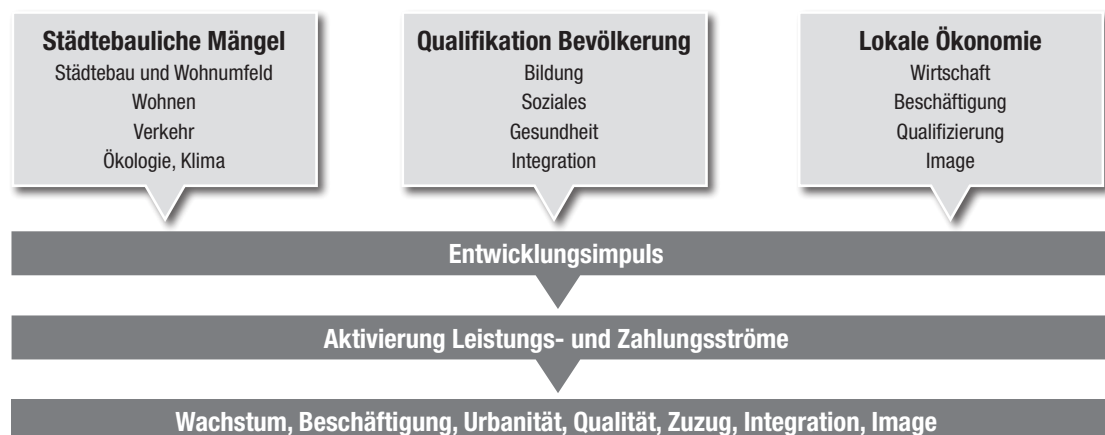 Städtebauliche Mängel
Städtebau und Wohnumfeld
Wohnen
Verkehr
Ökologie, Klima
Qualifikation Bevölkerung
Bildung
Soziales
Gesundheit
Integration
Lokale Ökonomie
Wirtschaft
Beschäftigung
Qualifizierung
Image
Entwicklungsimpuls
Aktivierung Leistungs- und Zahlungsströme
Wachstum, Beschäftigung, Urbanität, Qualität, Zuzug, Integration, Image